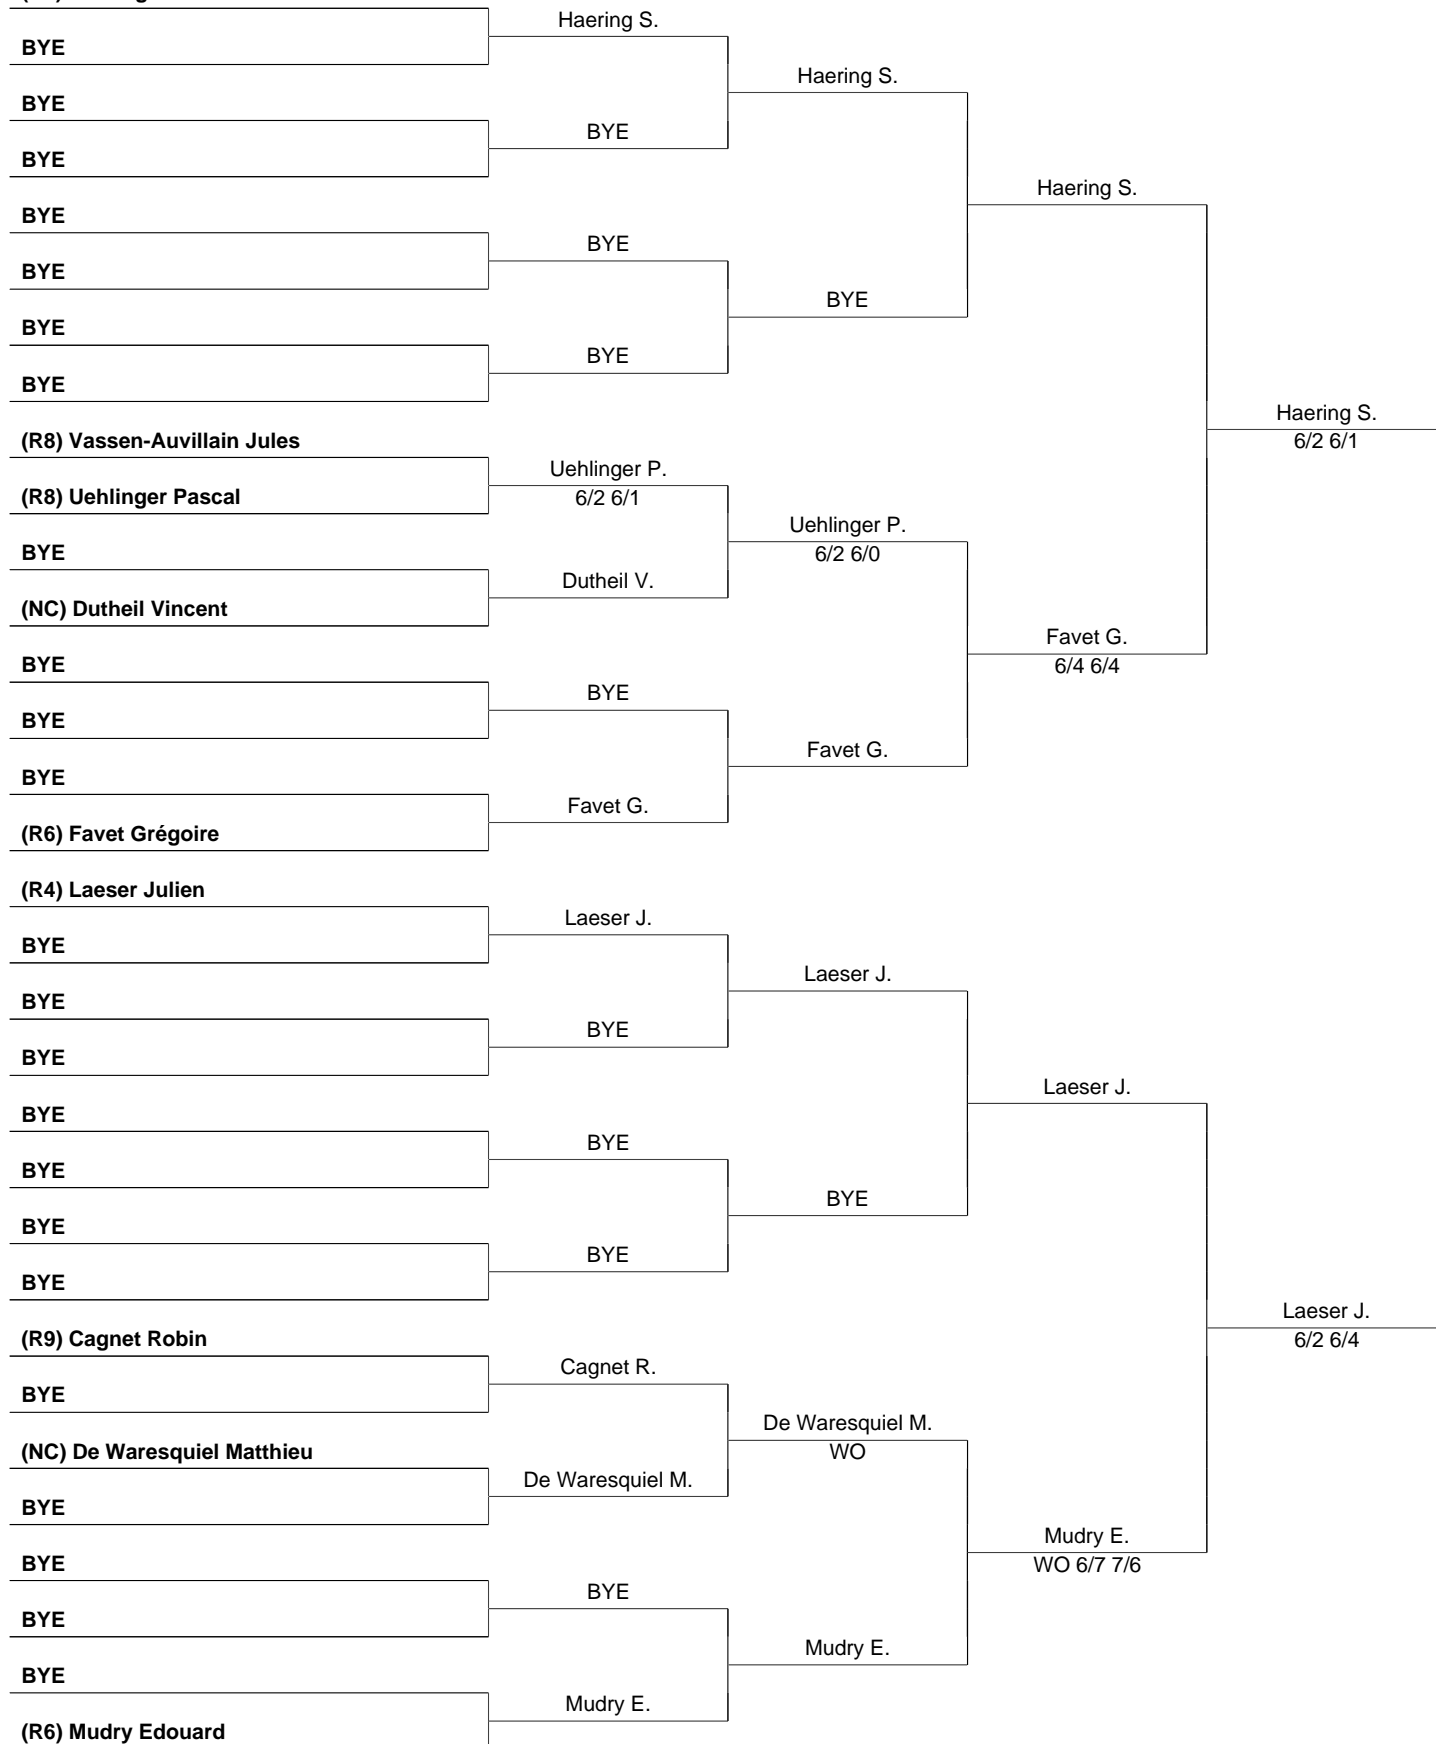 BYE
BYE
BYE
BYE
BYE
BYE
BYE
(R8) Vassen-Auvillain Jules
(R8) Uehlinger Pascal
BYE
(NC) Dutheil Vincent
BYE
BYE
BYE
(R6) Favet Grégoire
(R4) Laeser Julien
BYE
BYE
BYE
BYE
BYE
BYE
BYE
(R9) Cagnet Robin
BYE
(NC) De Waresquiel Matthieu
BYE
BYE
BYE
BYE
(R6) Mudry Edouard
Haering S.
BYE
BYE
BYE
Uehlinger P.
6/2 6/1
Dutheil V.
BYE
Favet G.
Laeser J.
BYE
BYE
BYE
Cagnet R.
De Waresquiel M.
BYE
Mudry E.
Haering S.
BYE
Uehlinger P.
6/2 6/0
Favet G.
Laeser J.
BYE
De Waresquiel M.
WO
Mudry E.
Haering S.
Favet G.
6/4 6/4
Laeser J.
Mudry E.
WO 6/7 7/6
Haering S.
6/2 6/1
Laeser J.
6/2 6/4